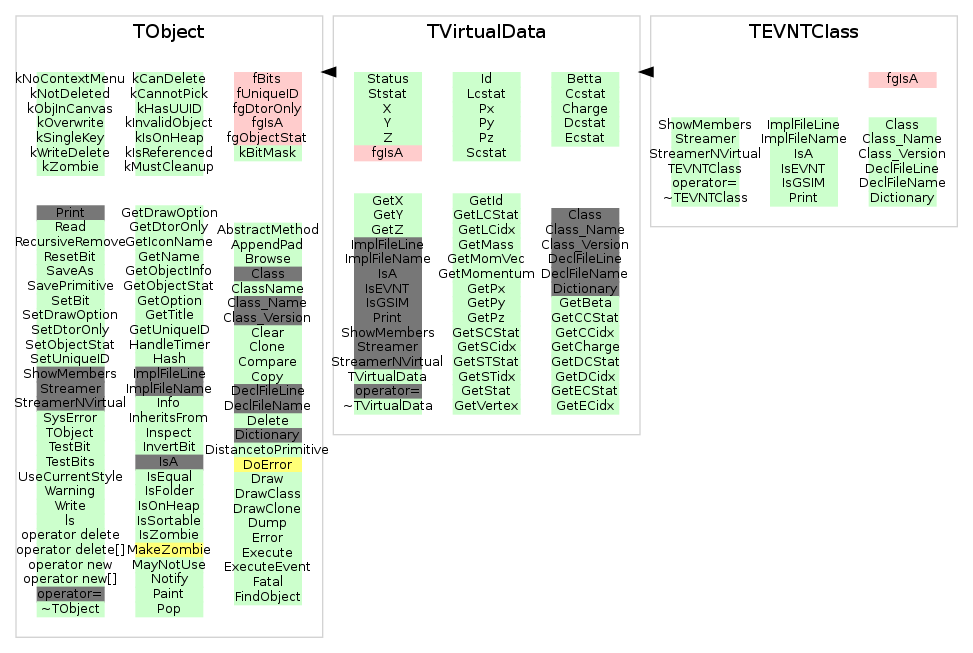 TObject
kNoContextMenu
kNotDeleted
kObjInCanvas
kOverwrite
kSingleKey
kWriteDelete
kZombie
kCanDelete
kCannotPick
kHasUUID
kInvalidObject
kIsOnHeap
kIsReferenced
kMustCleanup
fBits
fUniqueID
fgDtorOnly
fgIsA
fgObjectStat
kBitMask
Print
Read
RecursiveRemove
ResetBit
SaveAs
SavePrimitive
SetBit
SetDrawOption
SetDtorOnly
SetObjectStat
SetUniqueID
ShowMembers
Streamer
StreamerNVirtual
SysError
TObject
TestBit
TestBits
UseCurrentStyle
Warning
Write
ls
operator delete
operator delete[]
operator new
operator new[]
operator=
~TObject
GetDrawOption
GetDtorOnly
GetIconName
GetName
GetObjectInfo
GetObjectStat
GetOption
GetTitle
GetUniqueID
HandleTimer
Hash
ImplFileLine
ImplFileName
Info
InheritsFrom
Inspect
InvertBit
IsA
IsEqual
IsFolder
IsOnHeap
IsSortable
IsZombie
MakeZombie
MayNotUse
Notify
Paint
Pop
AbstractMethod
AppendPad
Browse
Class
ClassName
Class_Name
Class_Version
Clear
Clone
Compare
Copy
DeclFileLine
DeclFileName
Delete
Dictionary
DistancetoPrimitive
DoError
Draw
DrawClass
DrawClone
Dump
Error
Execute
ExecuteEvent
Fatal
FindObject
TVirtualData
Status
Ststat
X
Y
Z
fgIsA
Id
Lcstat
Px
Py
Pz
Scstat
Betta
Ccstat
Charge
Dcstat
Ecstat
GetX
GetY
GetZ
ImplFileLine
ImplFileName
IsA
IsEVNT
IsGSIM
Print
ShowMembers
Streamer
StreamerNVirtual
TVirtualData
operator=
~TVirtualData
GetId
GetLCStat
GetLCidx
GetMass
GetMomVec
GetMomentum
GetPx
GetPy
GetPz
GetSCStat
GetSCidx
GetSTStat
GetSTidx
GetStat
GetVertex
Class
Class_Name
Class_Version
DeclFileLine
DeclFileName
Dictionary
GetBeta
GetCCStat
GetCCidx
GetCharge
GetDCStat
GetDCidx
GetECStat
GetECidx
TEVNTClass
fgIsA
ShowMembers
Streamer
StreamerNVirtual
TEVNTClass
operator=
~TEVNTClass
ImplFileLine
ImplFileName
IsA
IsEVNT
IsGSIM
Print
Class
Class_Name
Class_Version
DeclFileLine
DeclFileName
Dictionary